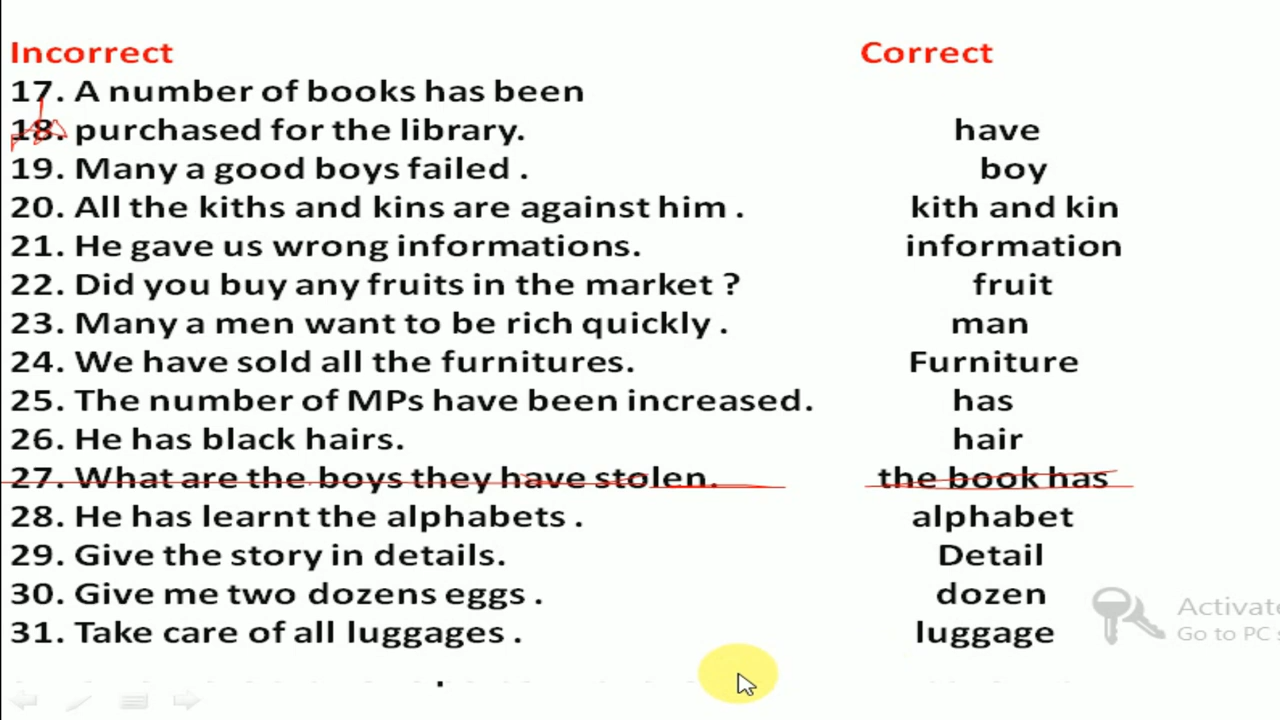 Incorrect Correct
17. A number of books has been
18. purchased for the library. have
19. Many a good boys failed . boy
20. All the kiths and kins are against him . kith and kin
21. He gave us wrong informations. information
22. Did you buy any fruits in the market ? fruit
23. Many a men want to be rich quickly . man
24. We have sold all the furnitures. Furniture
25. The number of MPs have been increased. has
26. He has black hairs. hair
27. What are the boys they have stolen. the book has
28. He has learnt the alphabets . alphabet
29. Give the story in details. Detail
30. Give me two dozens eggs . dozen
31. Take care of all luggages . luggage
Activate
Go to PC s